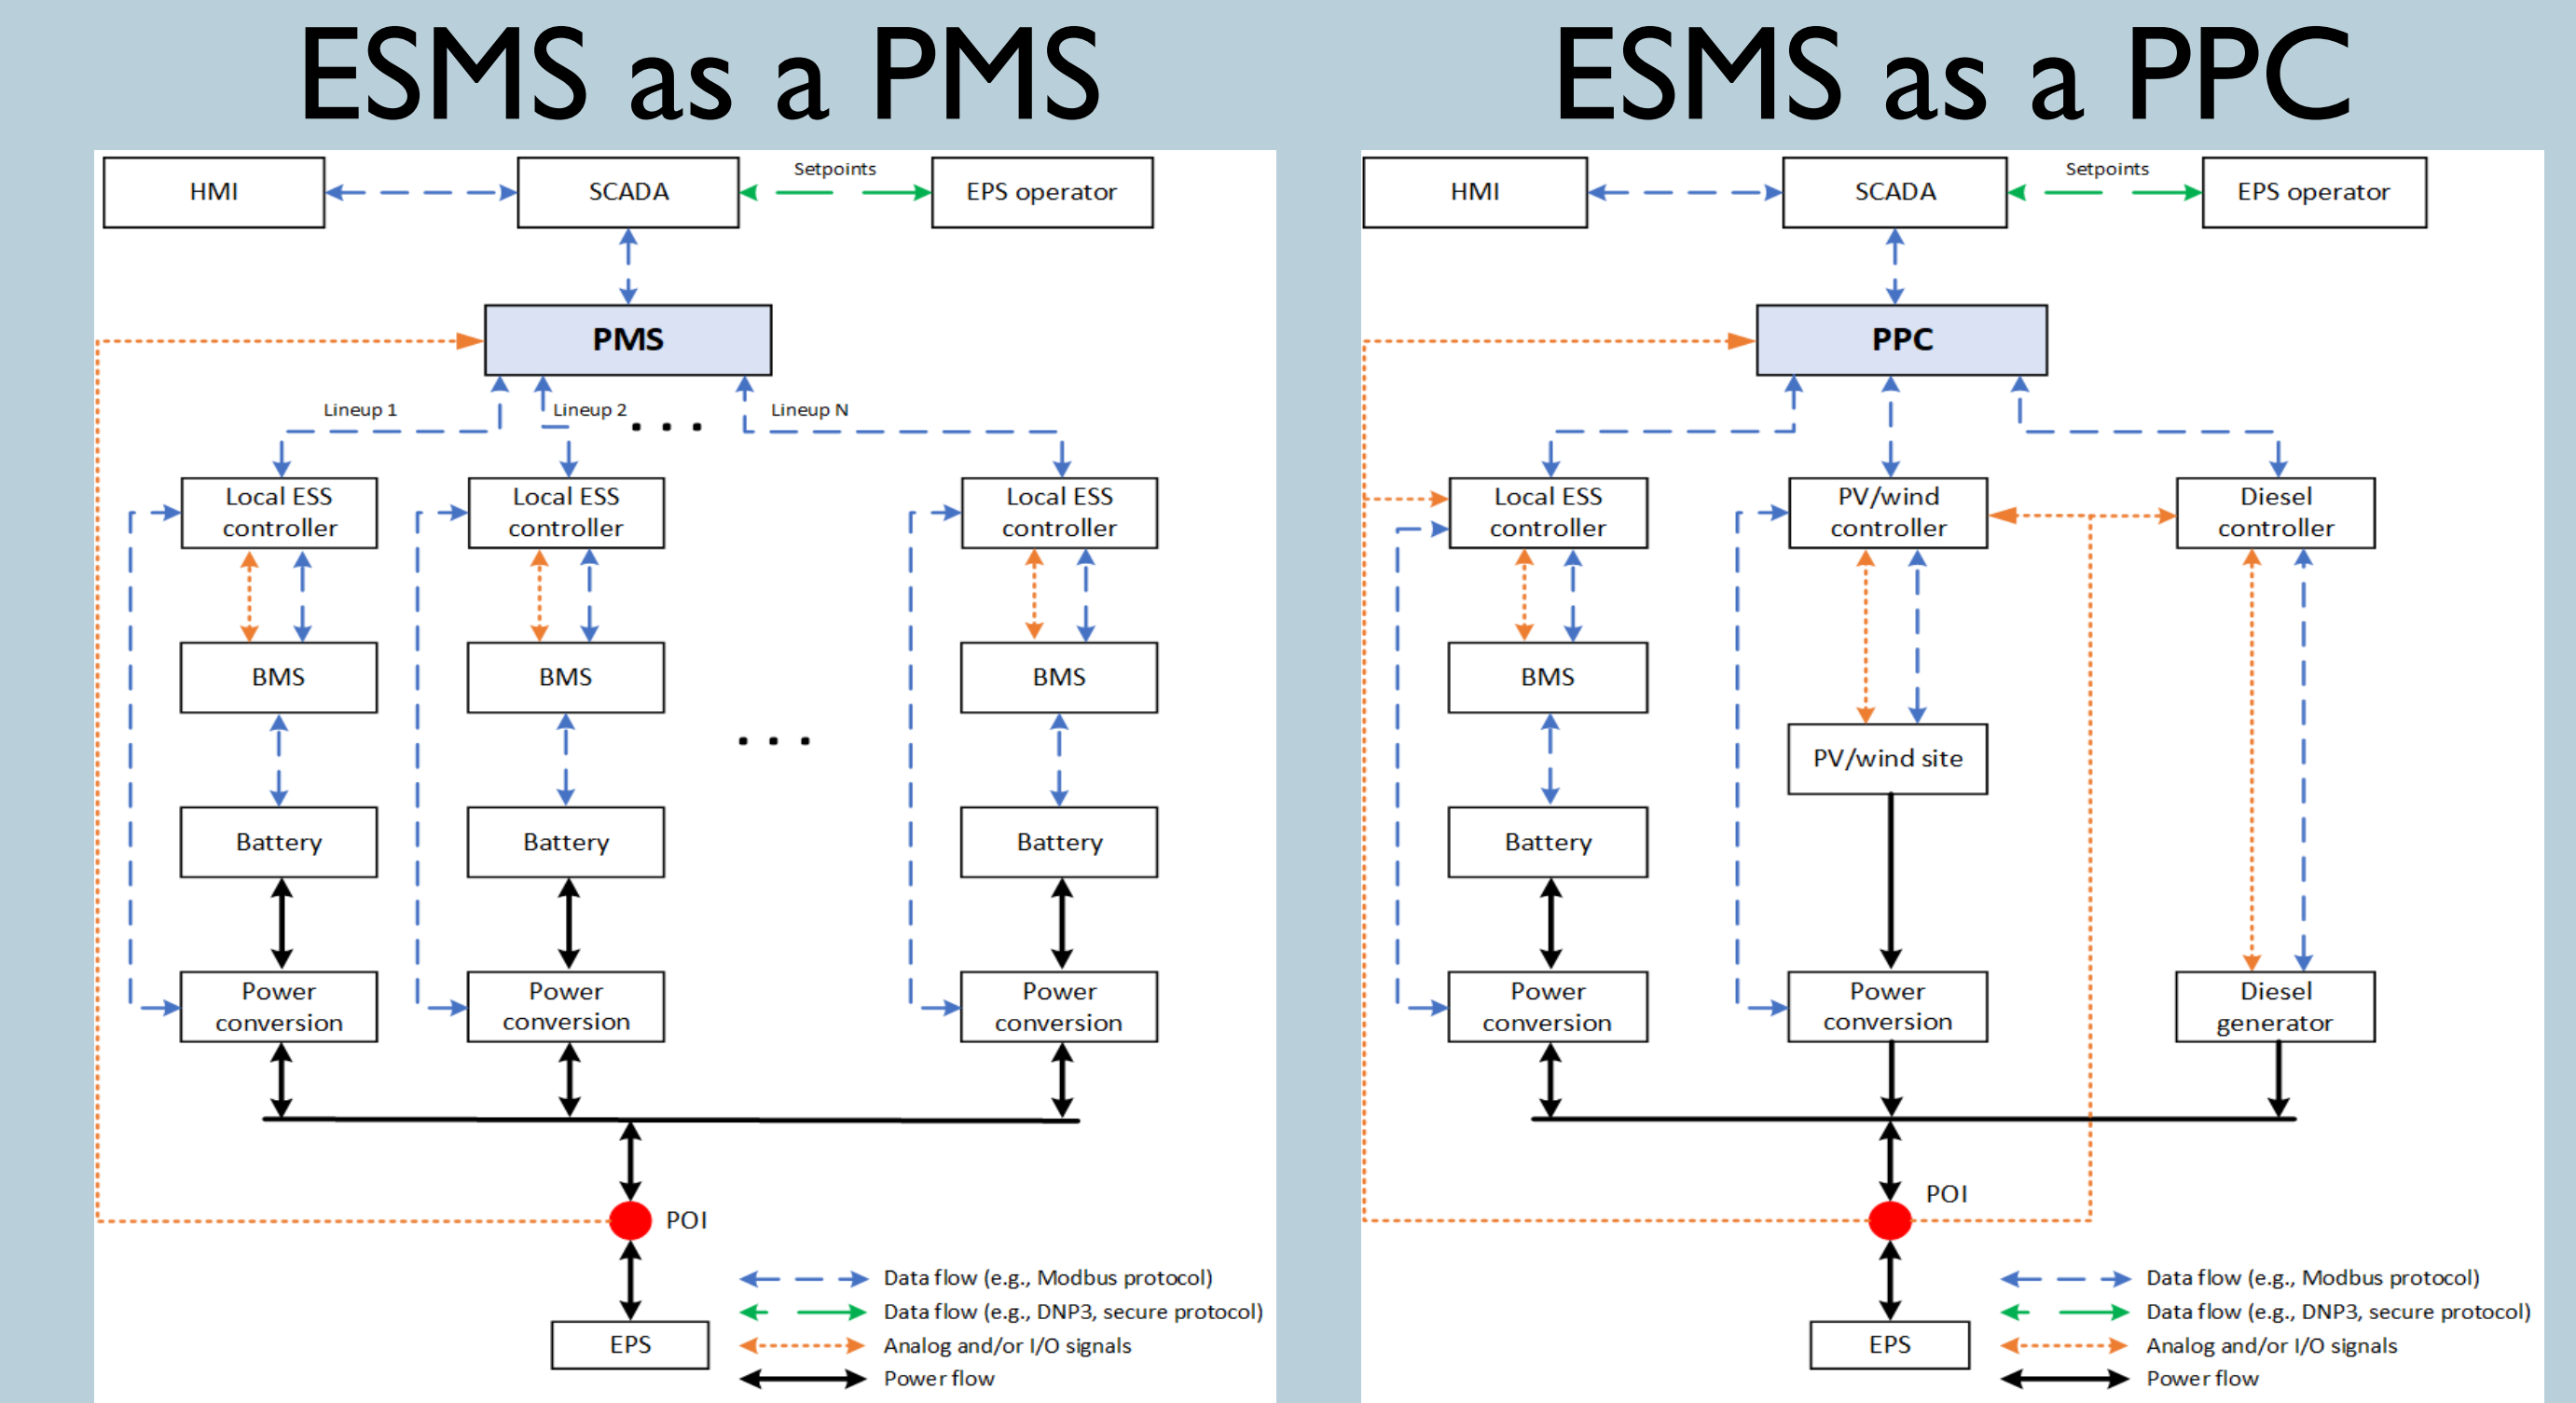 ESMS as a PMS
HMI
SCADA
Setpoints
EPS operator
PMS
Lineup 1
Lineup 2
. . .
Lineup N
Local ESS
controller
Local ESS
controller
Local ESS
controller
BMS
BMS
BMS
. . .
Battery
Battery
Battery
Power
conversion
Power
conversion
Power
conversion
POI
EPS
Data flow (e.g., Modbus protocol)
Data flow (e.g., DNP3, secure protocol)
Analog and/or I/O signals
Power flow
ESMS as a PPC
HMI
SCADA
Setpoints
EPS operator
PPC
Local ESS
controller
PV/wind
controller
Diesel
controller
BMS
PV/wind site
Battery
Power
conversion
Power
conversion
Diesel
generator
POI
EPS
Data flow (e.g., Modbus protocol)
Data flow (e.g., DNP3, secure protocol)
Analog and/or I/O signals
Power flow